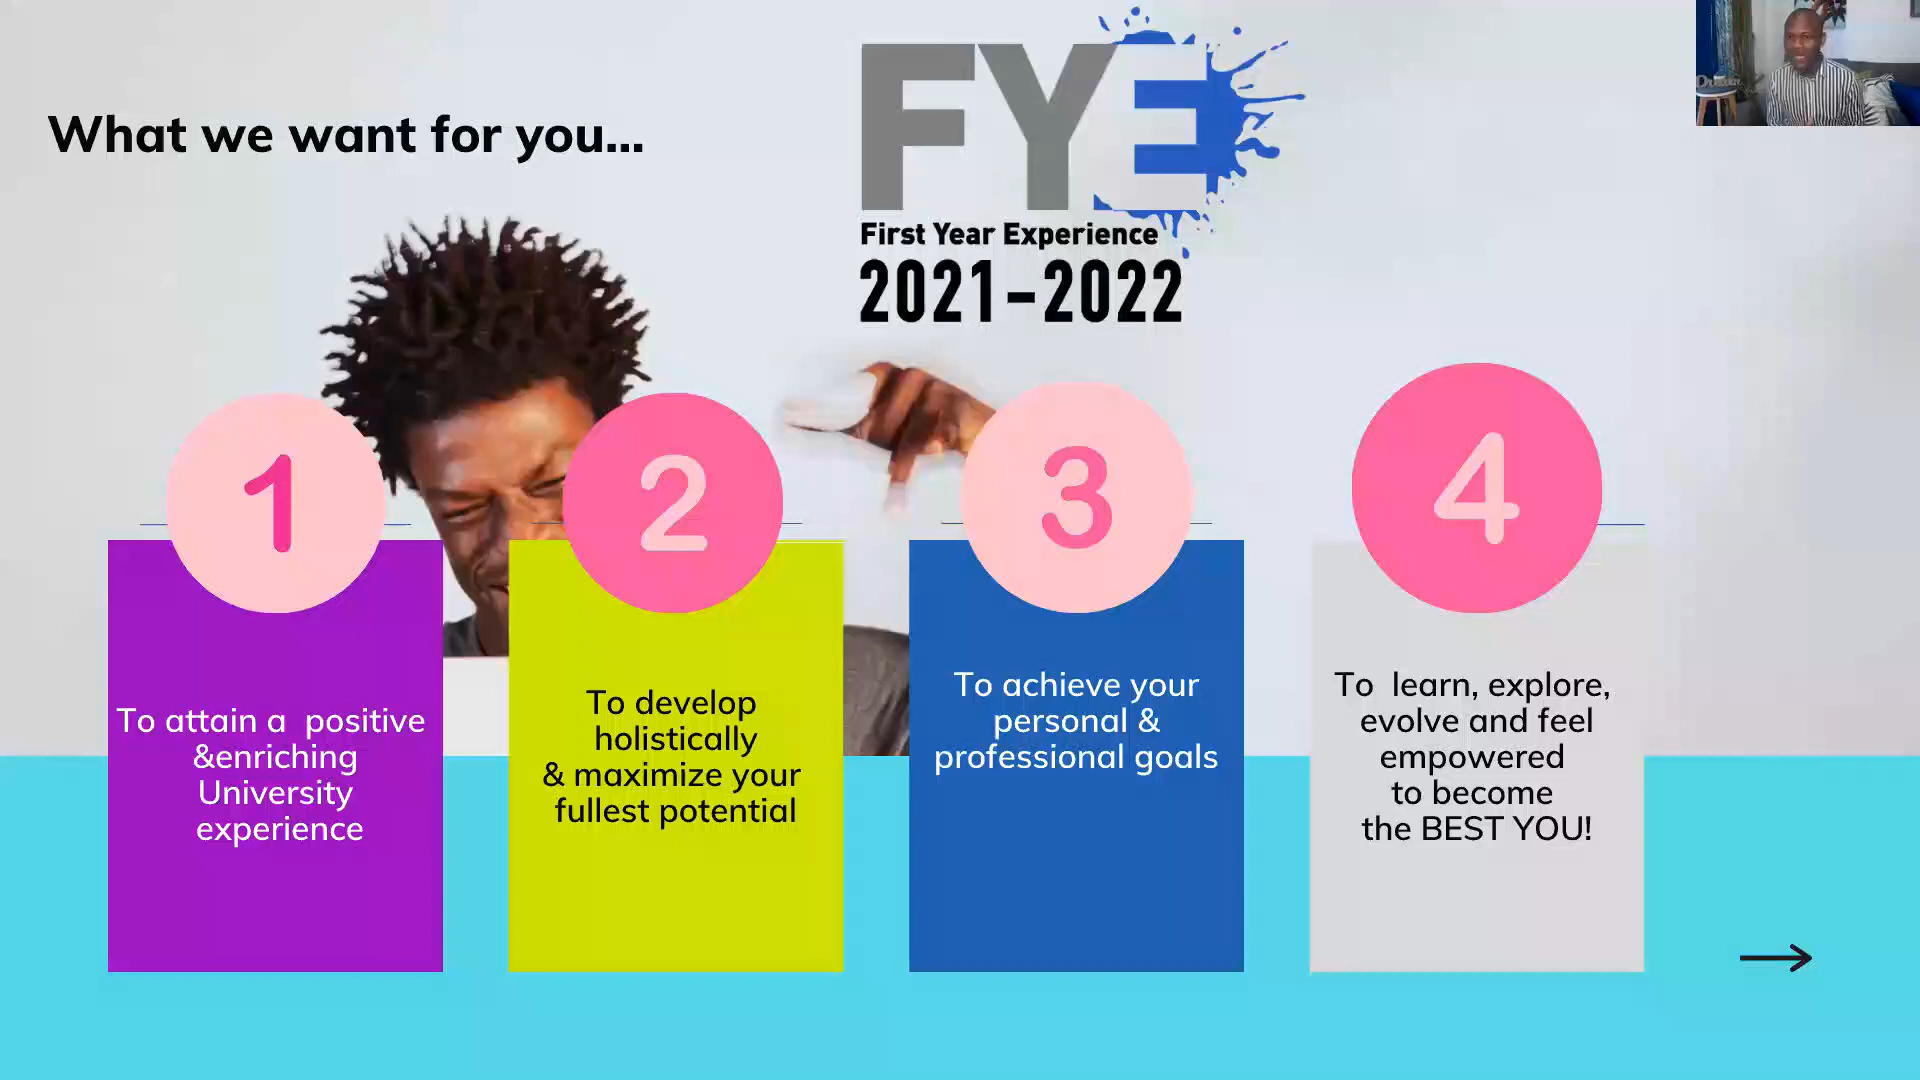 What we want for you...
FYE
First Year Experience
2021-2022
1
To attain a positive
&enriching
University
experience
2
To develop
holistically
& maximize your
fullest potential
3
To achieve your
personal &
professional goals
4
To learn, explore,
evolve and feel
empowered
to become
the BEST YOU!